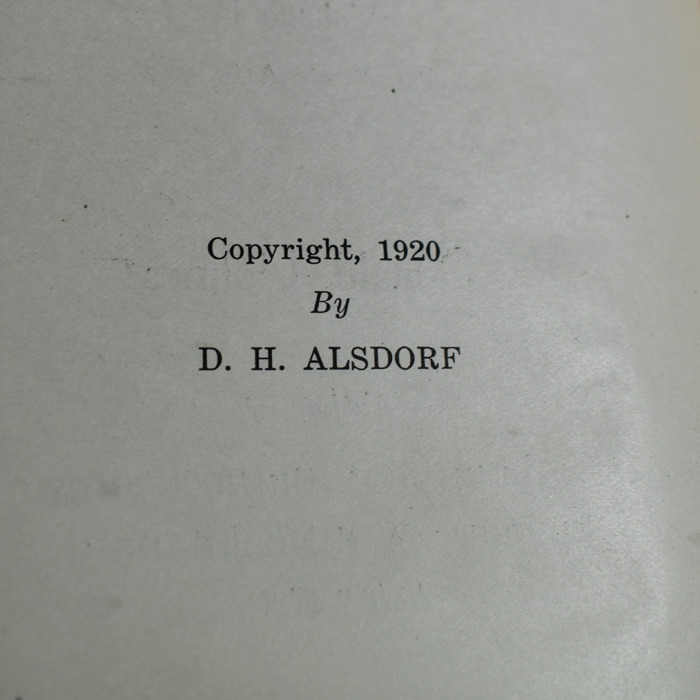 Copyright, 1920
By
D. H. ALSDORF